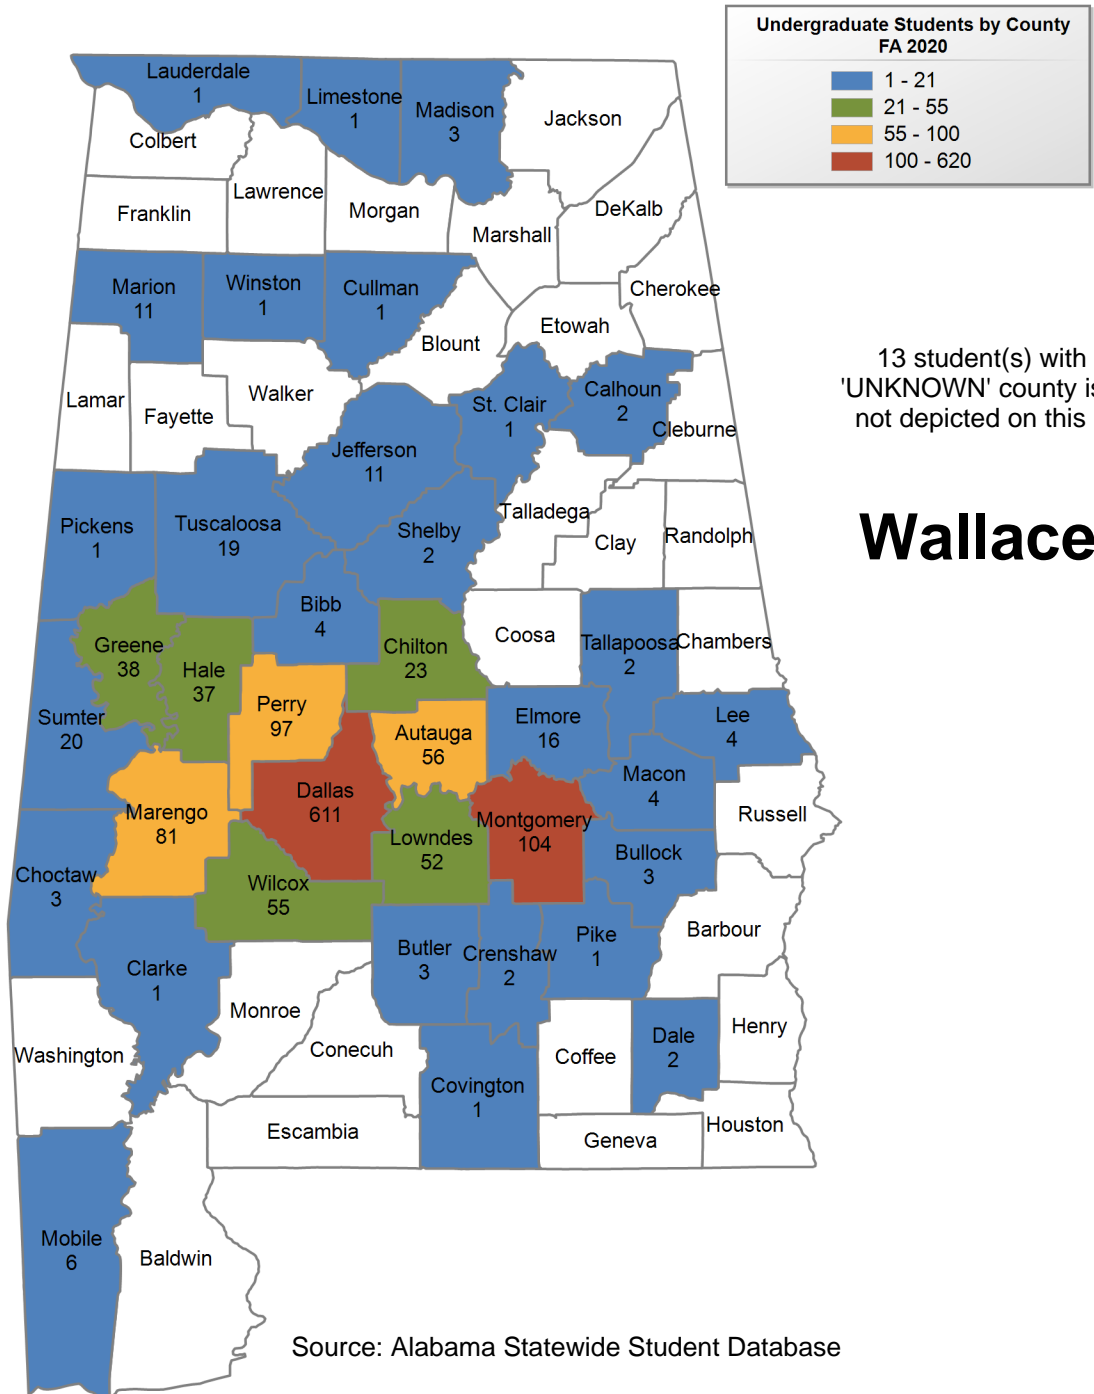 Undergraduate Students by County
FA 2020
1 - 21
21 - 55
55 - 100
100 - 620
Lauderdale
1
Limestone
1
Madison
3
Jackson
Colbert
Lawrence
Franklin
Morgan
DeKalb
Marshall
Marion
11
Winston
1
Cullman
1
Cherokee
Etowah
Blount
13 student(s) with
'UNKNOWN' county is
not depicted on this
Lamar
Fayette
Walker
St. Clair
1
Calhoun
2
Cleburne
Jefferson
11
Pickens
1
Tuscaloosa
19
Shelby
2
Talladega
Clay
Randolph
Wallace
Bibb
4
Greene
38
Hale
37
Chilton
23
Coosa
Tallapoosa
2
Chambers
Sumter
20
Perry
97
Autauga
56
Elmore
16
Lee
4
Macon
4
Marengo
81
Dallas
611
Lowndes
52
Montgomery
104
Russell
Bullock
3
Choctaw
3
Wilcox
55
Butler
3
Crenshaw
2
Pike
1
Barbour
Clarke
1
Monroe
Washington
Conecuh
Covington
1
Coffee
Dale
2
Henry
Escambia
Geneva
Houston
Mobile
6
Baldwin
Source: Alabama Statewide Student Database